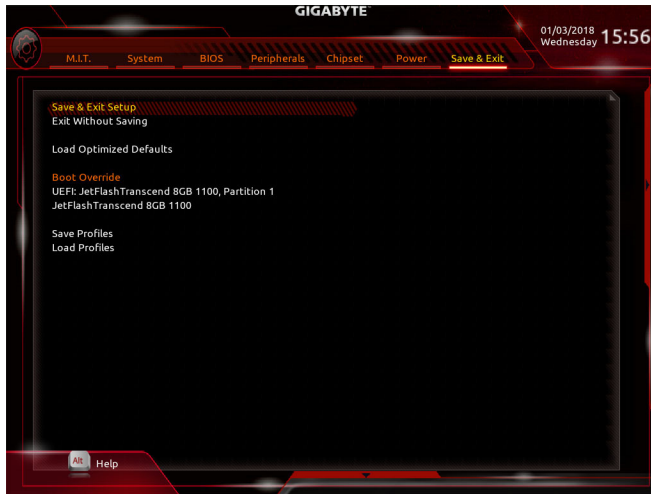 GIGABYTE™
01/03/2018 15:56
Wednesday
M.I.T. System BIOS Peripherals Chipset Power Save & Exit
Save & Exit Setup
Exit Without Saving
Load Optimized Defaults
Boot Override
UEFI: JetFlashTranscend 8GB 1100, Partition 1
JetFlashTranscend 8GB 1100
Save Profiles
Load Profiles
Alt Help